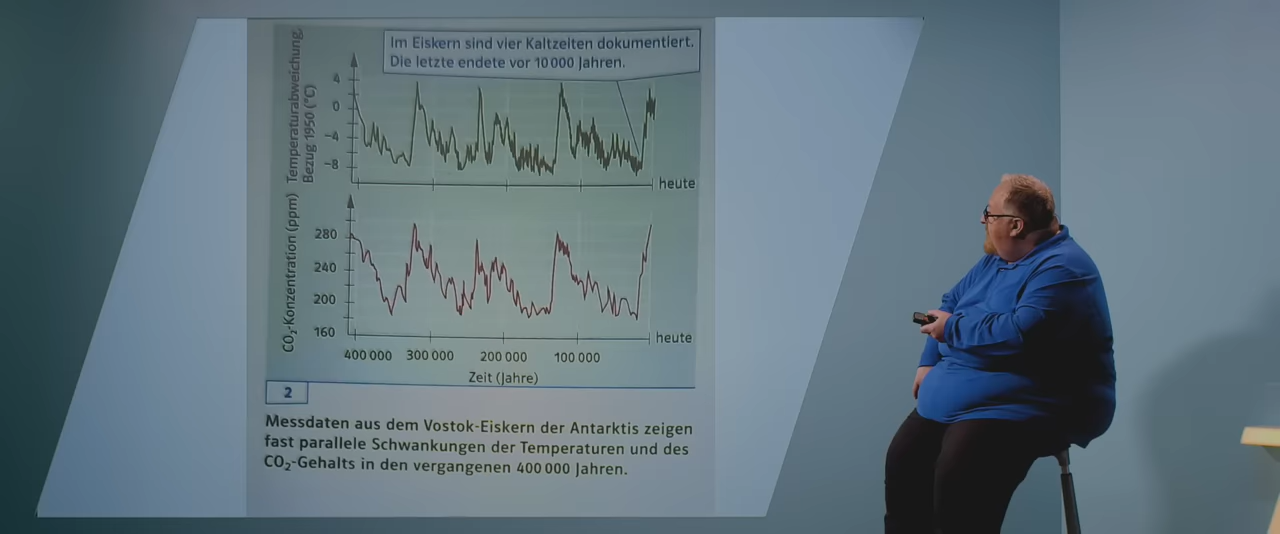 Im Eiskern sind vier Kaltzeiten dokumentiert.
Die letzte endete vor 10 000 Jahren.
Temperaturabweichung,
Bezug 1950 (°C)
4
0
−4
−8
heute
CO₂-Konzentration (ppm)
280
240
200
160
heute
400 000 300 000 200 000 100 000
Zeit (Jahre)
2
Messdaten aus dem Vostok-Eiskern der Antarktis zeigen
fast parallele Schwankungen der Temperaturen und des
CO₂-Gehalts in den vergangenen 400 000 Jahren.